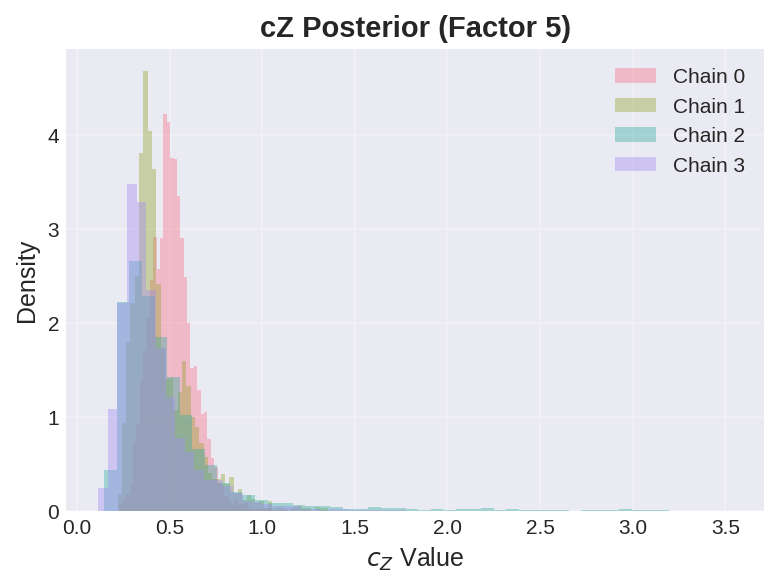 cZ Posterior (Factor 5)
Chain 0
Chain 1
Chain 2
Chain 3
Density
4
3
2
1
0
0.0 0.5 1.0 1.5 2.0 2.5 3.0 3.5
c_Z Value